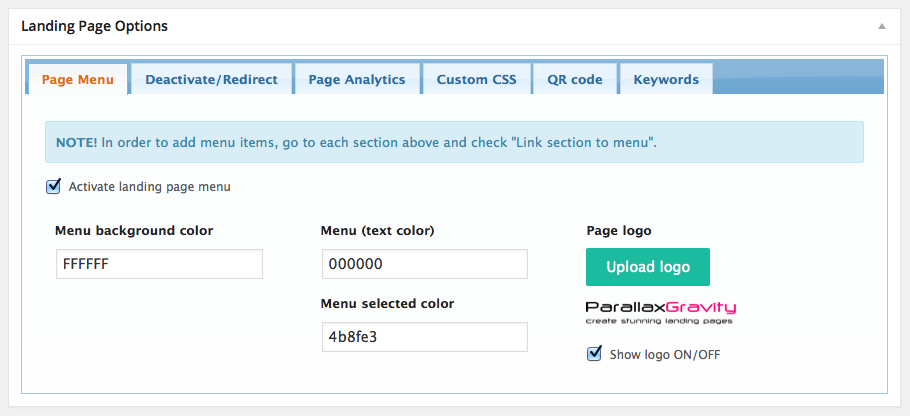 Landing Page Options
Page Menu Deactivate/Redirect Page Analytics Custom CSS QR code Keywords
NOTE! In order to add menu items, go to each section above and check "Link section to menu".
Activate landing page menu
Menu background color Menu (text color) Page logo
FFFFFF 000000 Upload logo
ParallaxGravity
create stunning landing pages
Menu selected color
4b8fe3
Show logo ON/OFF